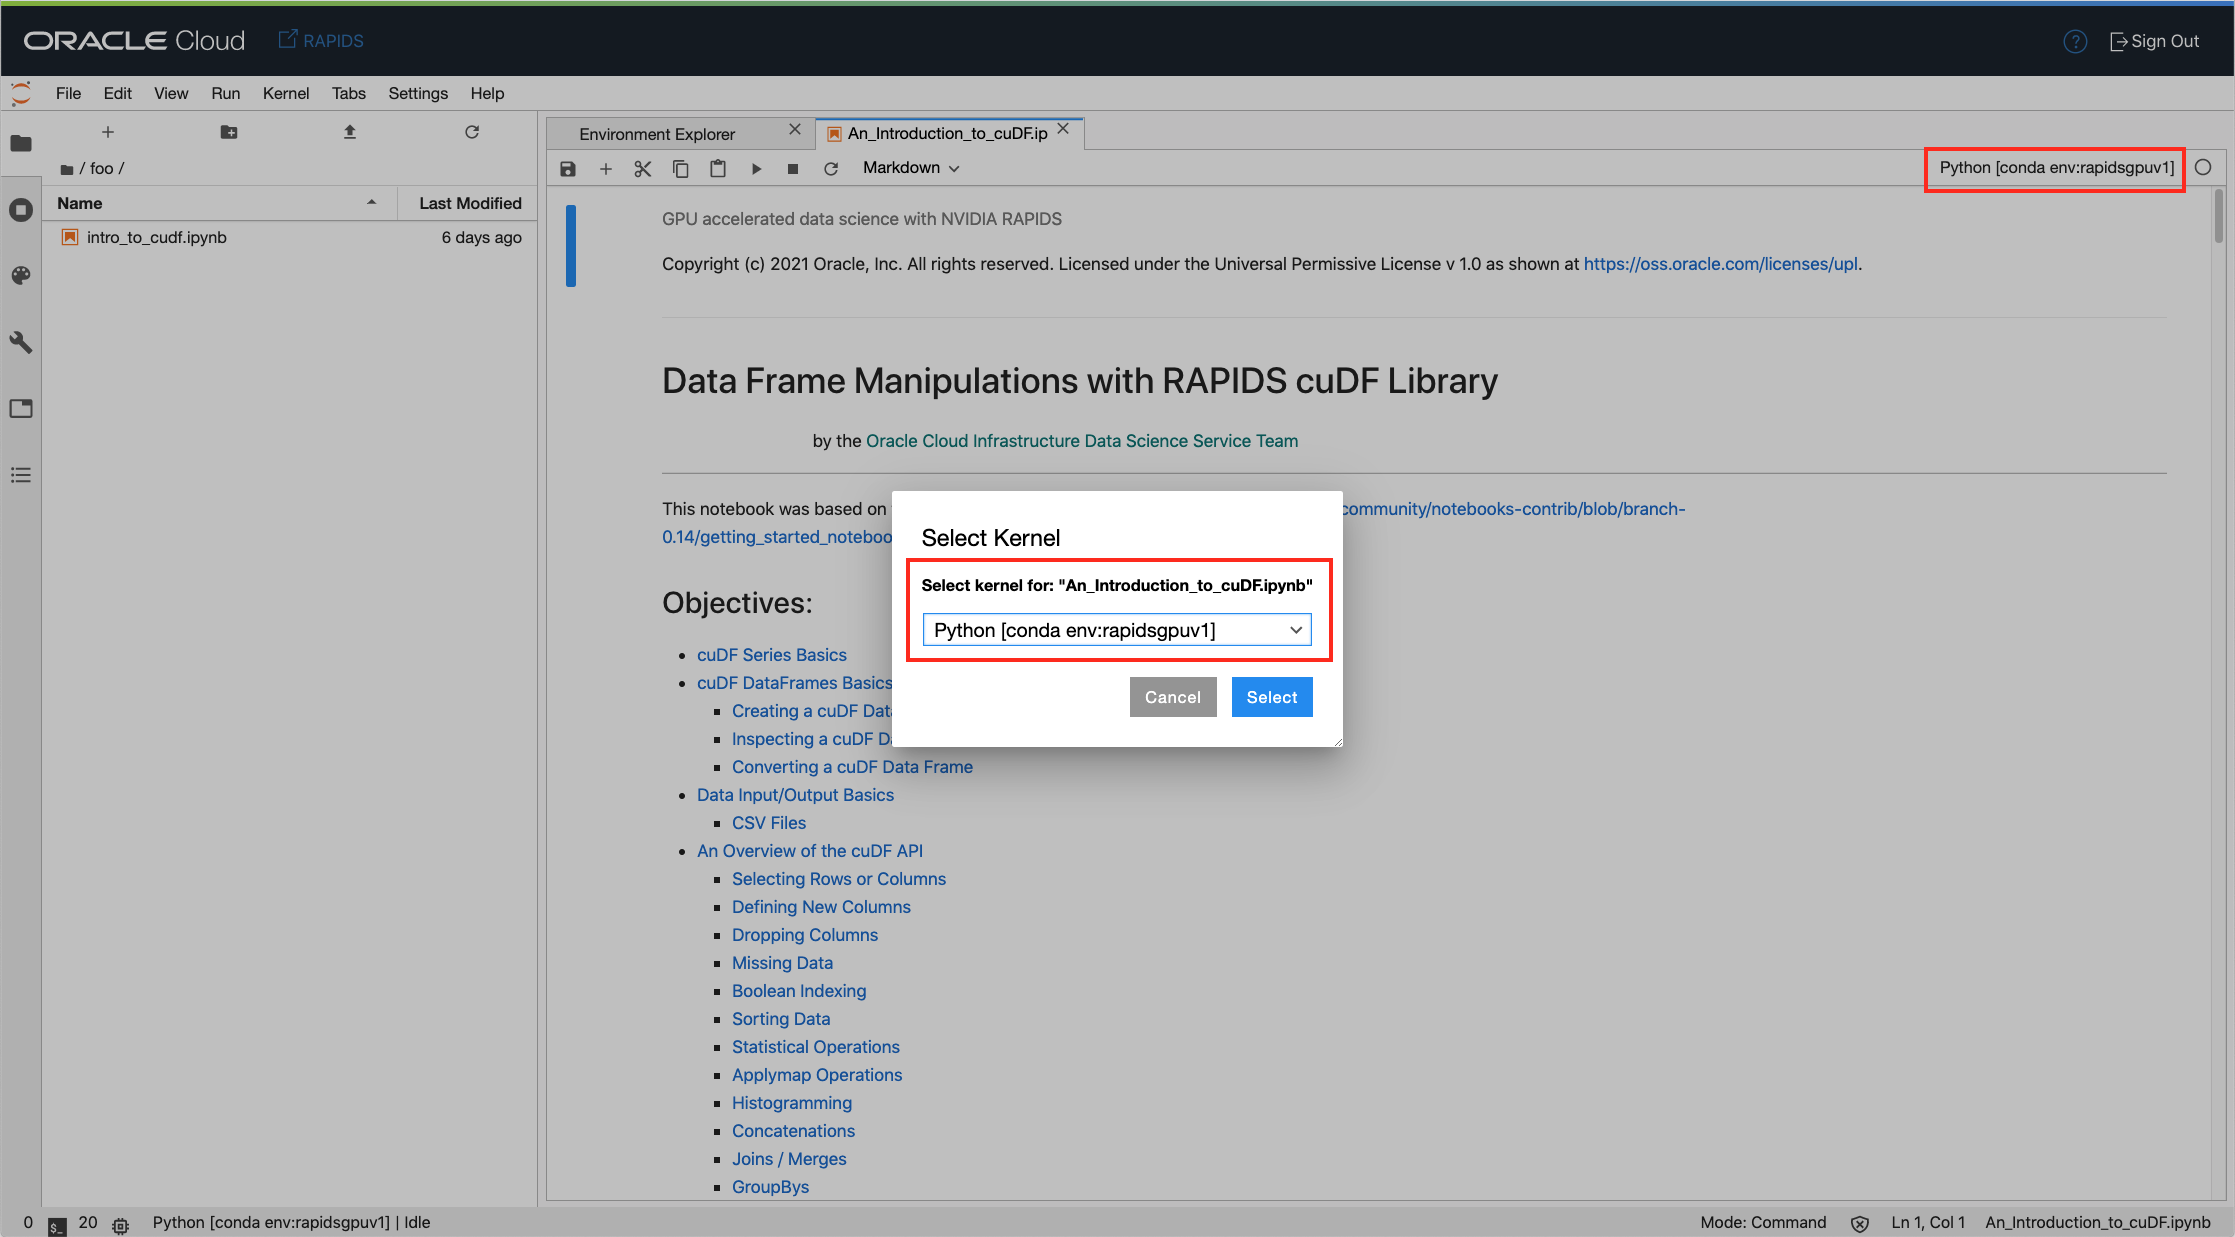 ORACLE Cloud
RAPIDS
? Sign Out
File Edit View Run Kernel Tabs Settings Help
/ foo /
Name Last Modified
intro_to_cudf.ipynb 6 days ago
Environment Explorer
An_Introduction_to_cuDF.ip
Markdown
Python [conda env:rapidsgpuv1]
GPU accelerated data science with NVIDIA RAPIDS
Copyright (c) 2021 Oracle, Inc. All rights reserved. Licensed under the Universal Permissive License v 1.0 as shown at https://oss.oracle.com/licenses/upl.
Data Frame Manipulations with RAPIDS cuDF Library
by the Oracle Cloud Infrastructure Data Science Service Team
This notebook was based on community/notebooks-contrib/blob/branch-
0.14/getting_started_noteboo
Select Kernel
Select kernel for: "An_Introduction_to_cuDF.ipynb"
Python [conda env:rapidsgpuv1]
Cancel Select
Objectives:
cuDF Series Basics
cuDF DataFrames Basics
Creating a cuDF Dat
Inspecting a cuDF D
Converting a cuDF Data Frame
Data Input/Output Basics
CSV Files
An Overview of the cuDF API
Selecting Rows or Columns
Defining New Columns
Dropping Columns
Missing Data
Boolean Indexing
Sorting Data
Statistical Operations
Applymap Operations
Histogramming
Concatenations
Joins / Merges
GroupBys
0 $_ 20 Python [conda env:rapidsgpuv1] | Idle
Mode: Command Ln 1, Col 1 An_Introduction_to_cuDF.ipynb